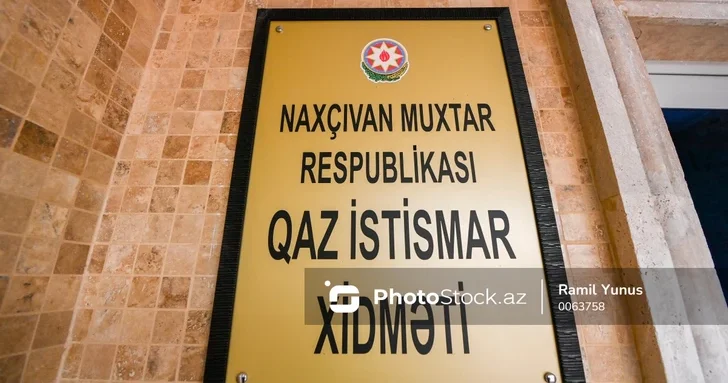 NAXÇIVAN MUXTAR
RESPUBLİKASI
QAZ İSTİSMAR
XİDMƏTİ
PhotoStock.az
Ramil Yunus
0063758